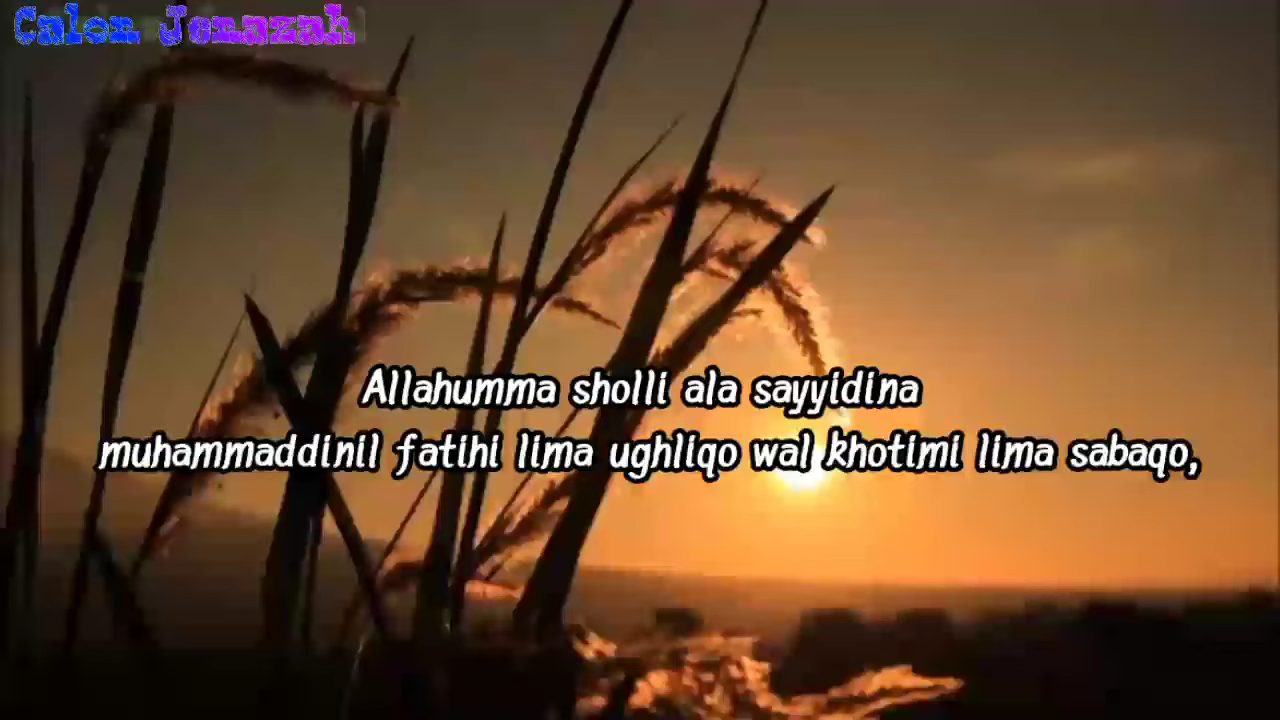 Calon Jenazah
Allahumma sholli ala sayyidina
muhammaddinil fatihi lima ughliqo wal khotimi lima sabaqo,